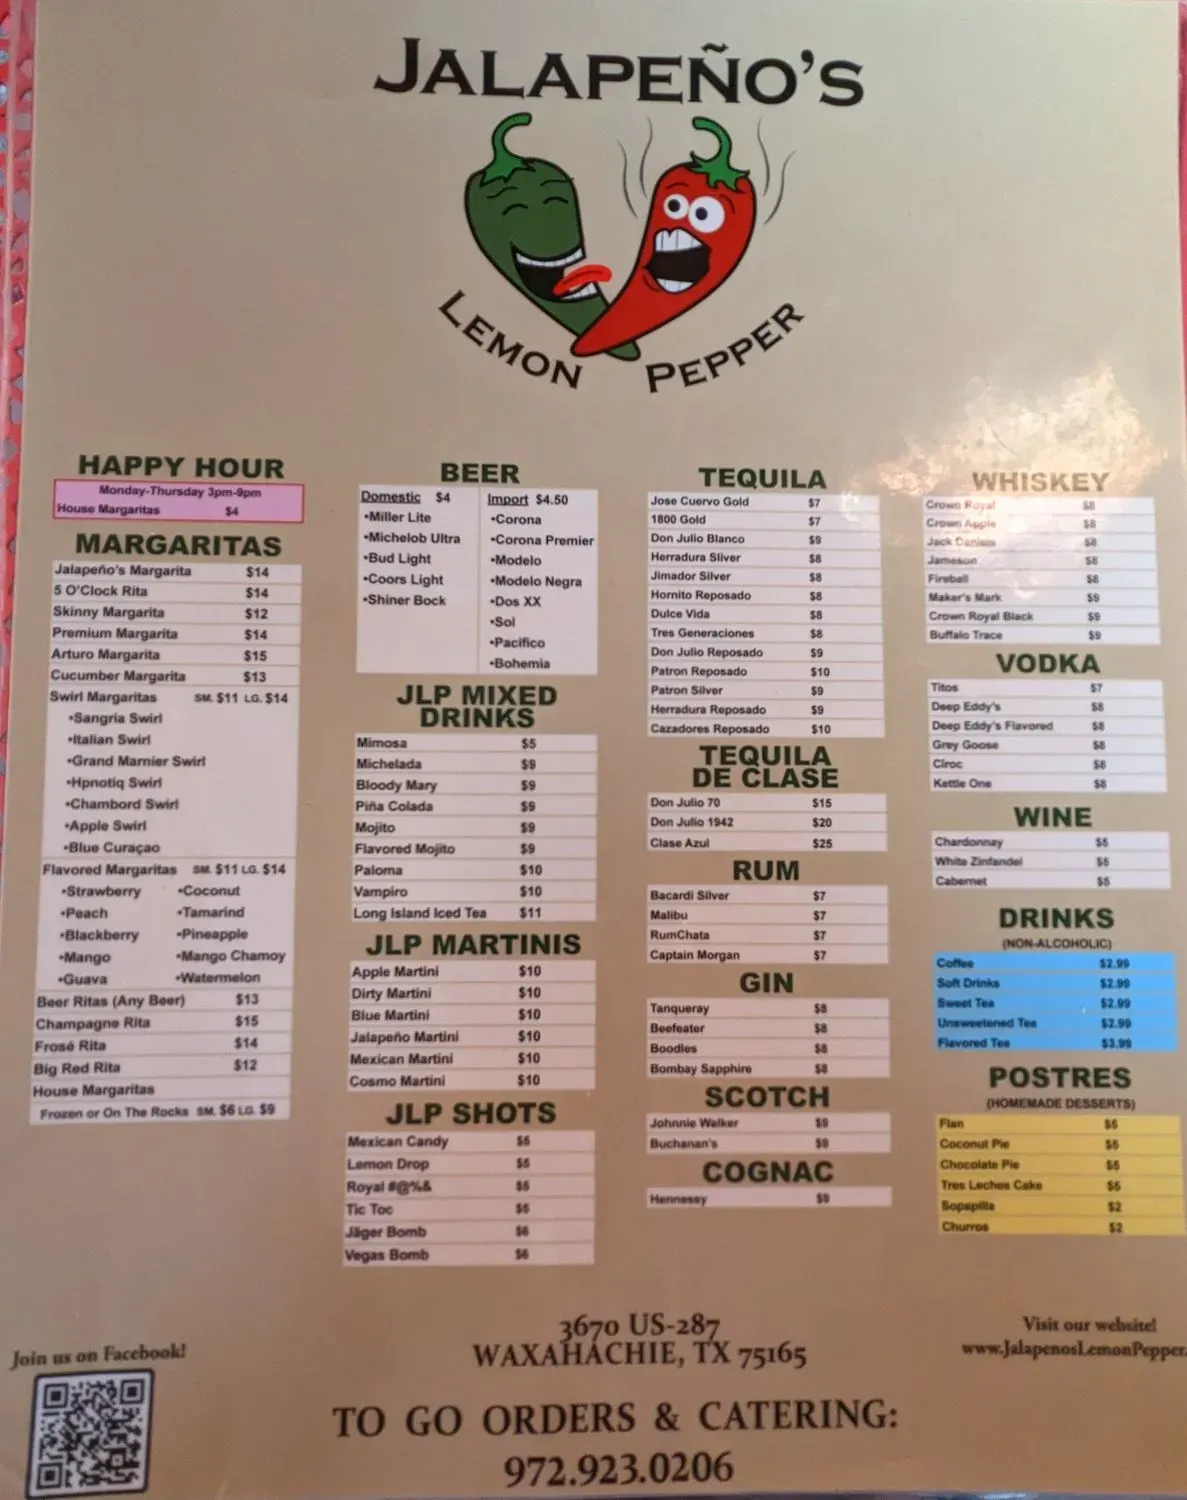 JALAPEÑO'S
LEMON PEPPER
HAPPY HOUR
Monday-Thursday 3pm-9pm
House Margaritas $4
MARGARITAS
Jalapeño's Margarita $14
5 O'Clock Rita $14
Skinny Margarita $12
Premium Margarita $14
Arturo Margarita $15
Cucumber Margarita $13
Swirl Margaritas SM. $11 LG. $14
•Sangria Swirl
•Italian Swirl
•Grand Marnier Swirl
•Hpnotiq Swirl
•Chambord Swirl
•Apple Swirl
•Blue Curaçao
Flavored Margaritas SM. $11 LG. $14
•Strawberry •Coconut
•Peach •Tamarind
•Blackberry •Pineapple
•Mango •Mango Chamoy
•Guava •Watermelon
Beer Ritas (Any Beer) $13
Champagne Rita $15
Frosé Rita $14
Big Red Rita $12
House Margaritas
Frozen or On The Rocks SM. $6 LG. $9
BEER
Domestic $4
•Miller Lite
•Michelob Ultra
•Bud Light
•Coors Light
•Shiner Bock
Import $4.50
•Corona
•Corona Premier
•Modelo
•Modelo Negra
•Dos XX
•Sol
•Pacifico
•Bohemia
JLP MIXED
DRINKS
Mimosa $5
Michelada $9
Bloody Mary $9
Piña Colada $9
Mojito $9
Flavored Mojito $9
Paloma $10
Vampiro $10
Long Island Iced Tea $11
JLP MARTINIS
Apple Martini $10
Dirty Martini $10
Blue Martini $10
Jalapeño Martini $10
Mexican Martini $10
Cosmo Martini $10
JLP SHOTS
Mexican Candy $5
Lemon Drop $5
Royal #@%& $5
Tic Toc $5
Jäger Bomb $6
Vegas Bomb $6
TEQUILA
Jose Cuervo Gold $7
1800 Gold $7
Don Julio Blanco $9
Herradura Sliver $8
Jimador Silver $8
Hornito Reposado $8
Dulce Vida $8
Tres Generaciones $8
Don Julio Reposado $9
Patron Reposado $10
Patron Silver $9
Herradura Reposado $9
Cazadores Reposado $10
TEQUILA
DE CLASE
Don Julio 70 $15
Don Julio 1942 $20
Clase Azul $25
RUM
Bacardi Silver $7
Malibu $7
RumChata $7
Captain Morgan $7
GIN
Tanqueray $8
Beefeater $8
Boodles $8
Bombay Sapphire $8
SCOTCH
Johnnie Walker $9
Buchanan's $9
COGNAC
Hennessy $9
WHISKEY
Crown Royal $8
Crown Apple $8
Jack Daniels $8
Jameson $8
Fireball $8
Maker's Mark $9
Crown Royal Black $9
Buffalo Trace $9
VODKA
Titos $7
Deep Eddy's $8
Deep Eddy's Flavored $8
Grey Goose $8
Ciroc $8
Kettle One $8
WINE
Chardonnay
White Zinfandel
Cabernet
DRINKS
(NON-ALCOHOLIC)
Coffee $2.99
Soft Drinks $2.99
Sweet Tea $2.99
Unsweetened Tea $2.99
Flavored Tea $3.99
POSTRES
(HOMEMADE DESSERTS)
Flan
Coconut Pie
Chocolate Pie
Tres Leches Cake
Sopapilla $2
Churros $2
3670 US-287
WAXAHACHIE, TX 75165
TO GO ORDERS & CATERING:
972.923.0206
Join us on Facebook!
Visit our website!
www.JalapenosLemonPepper.